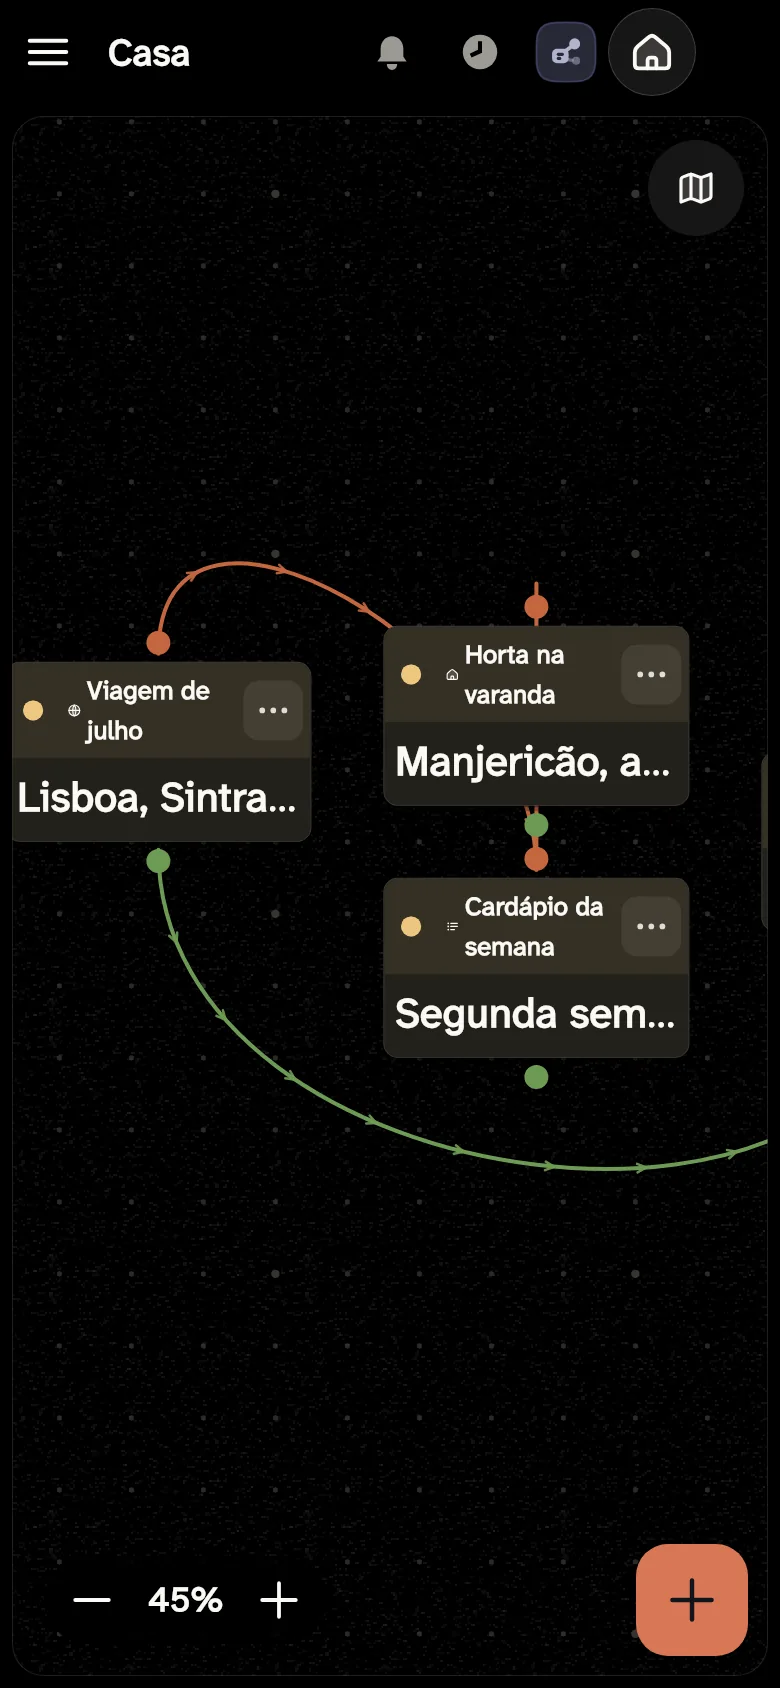 Casa
Viagem de
julho
Lisboa, Sintra...
Horta na
varanda
Manjericão, a...
Cardápio da
semana
Segunda sem...
45%